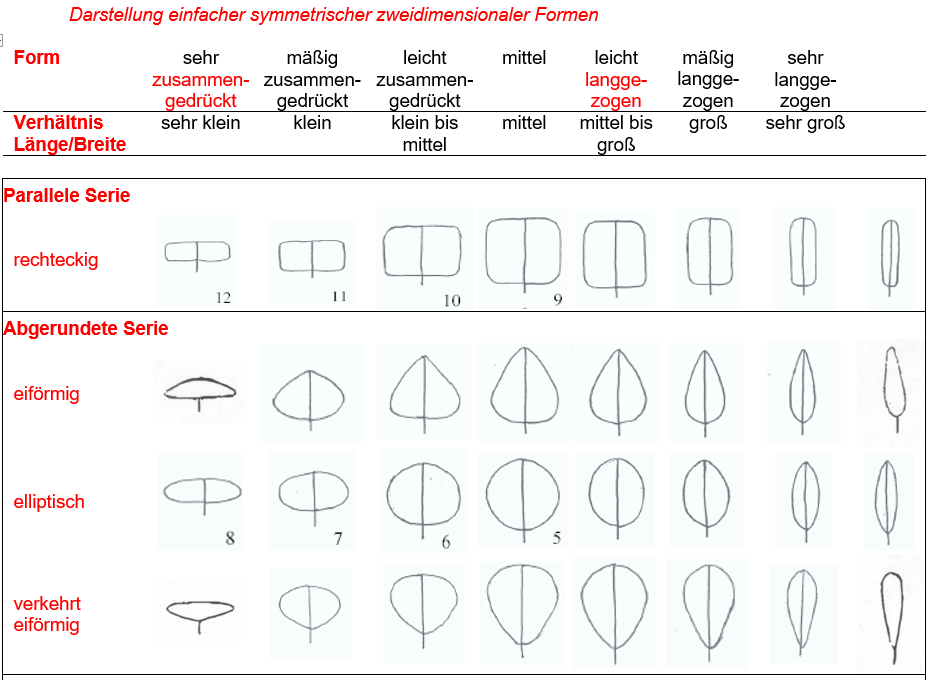 Darstellung einfacher symmetrischer zweidimensionaler Formen
Form sehr mäßig leicht mittel leicht mäßig sehr
zusammen- zusammen- zusammen- langge- langge- langge-
gedrückt gedrückt gedrückt zogen zogen zogen
Verhältnis sehr klein klein klein bis mittel mittel bis groß sehr groß
Länge/Breite mittel groß
Parallele Serie
rechteckig
12 11 10 9
Abgerundete Serie
eiförmig
elliptisch
8 7 6 5
verkehrt
eiförmig